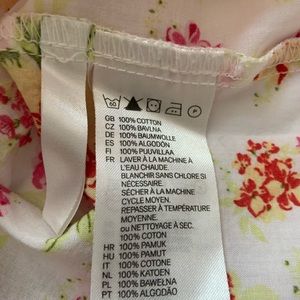 GB 100% COTTON
CZ 100% BAVLNA
DE 100% BAUMWOLLE
ES 100% ALGODÓN
FI 100% PUUVILLAA
FR LAVER À LA MACHINE À
L'EAU CHAUDE.
BLANCHIR SANS CHLORE SI
NÉCESSAIRE.
SÉCHER À LA MACHINE
CYCLE MOYEN.
REPASSER À TEMPÉRATURE
MOYENNE.
ou NETTOYAGE À SEC.
100% COTON
HR 100% PAMUK
HU 100% PAMUT
IT 100% COTONE
NL 100% KATOEN
PL 100% BAWEŁNA
PT 100% ALGODÃO